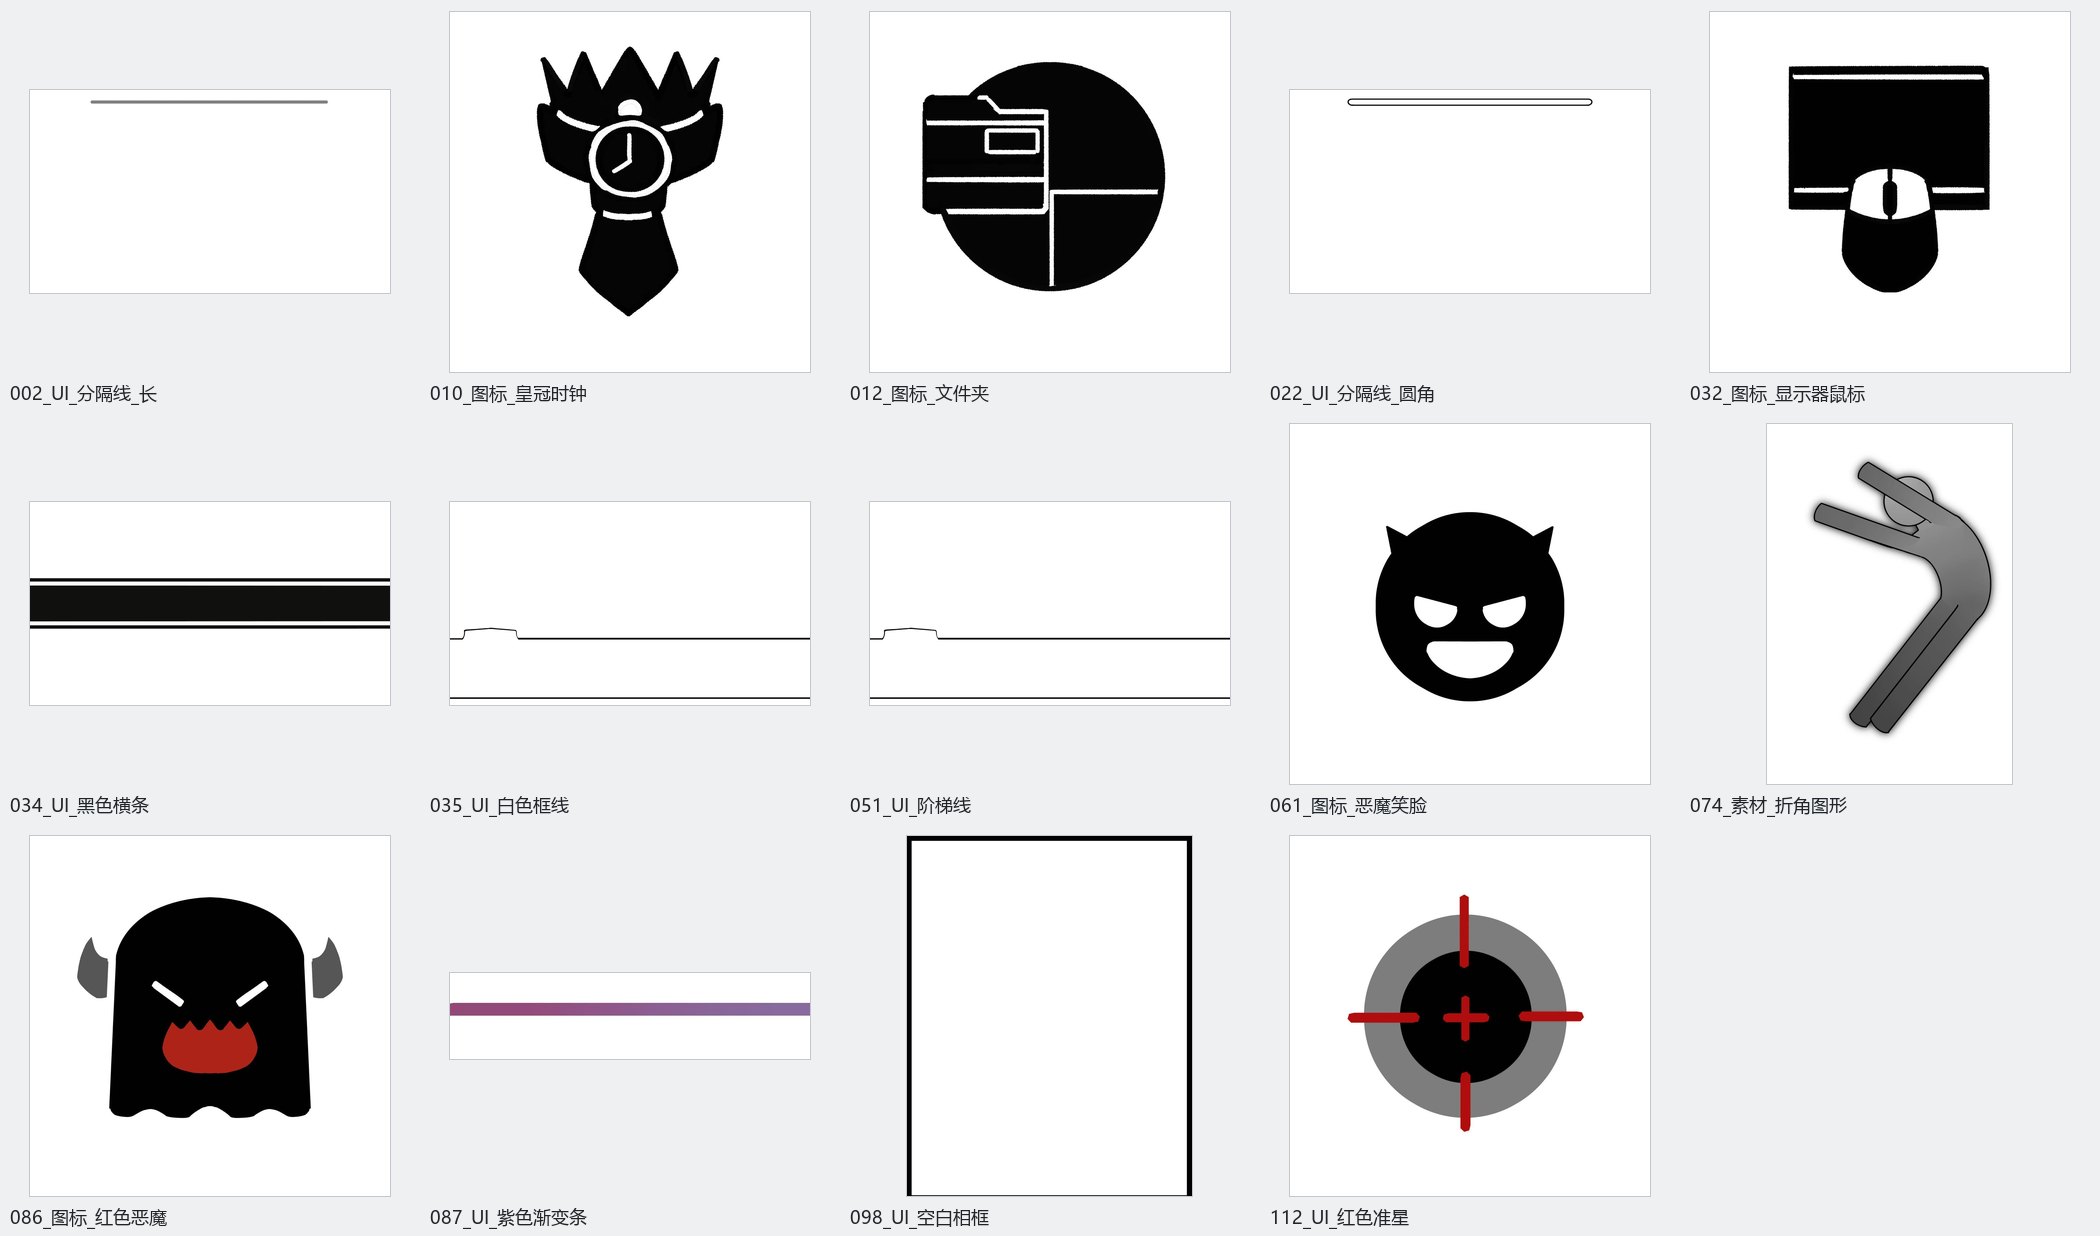 002_UI_分隔线_长
010_图标_皇冠时钟
012_图标_文件夹
022_UI_分隔线_圆角
032_图标_显示器鼠标
034_UI_黑色横条
035_UI_白色框线
051_UI_阶梯线
061_图标_恶魔笑脸
074_素材_折角图形
086_图标_红色恶魔
087_UI_紫色渐变条
098_UI_空白相框
112_UI_红色准星